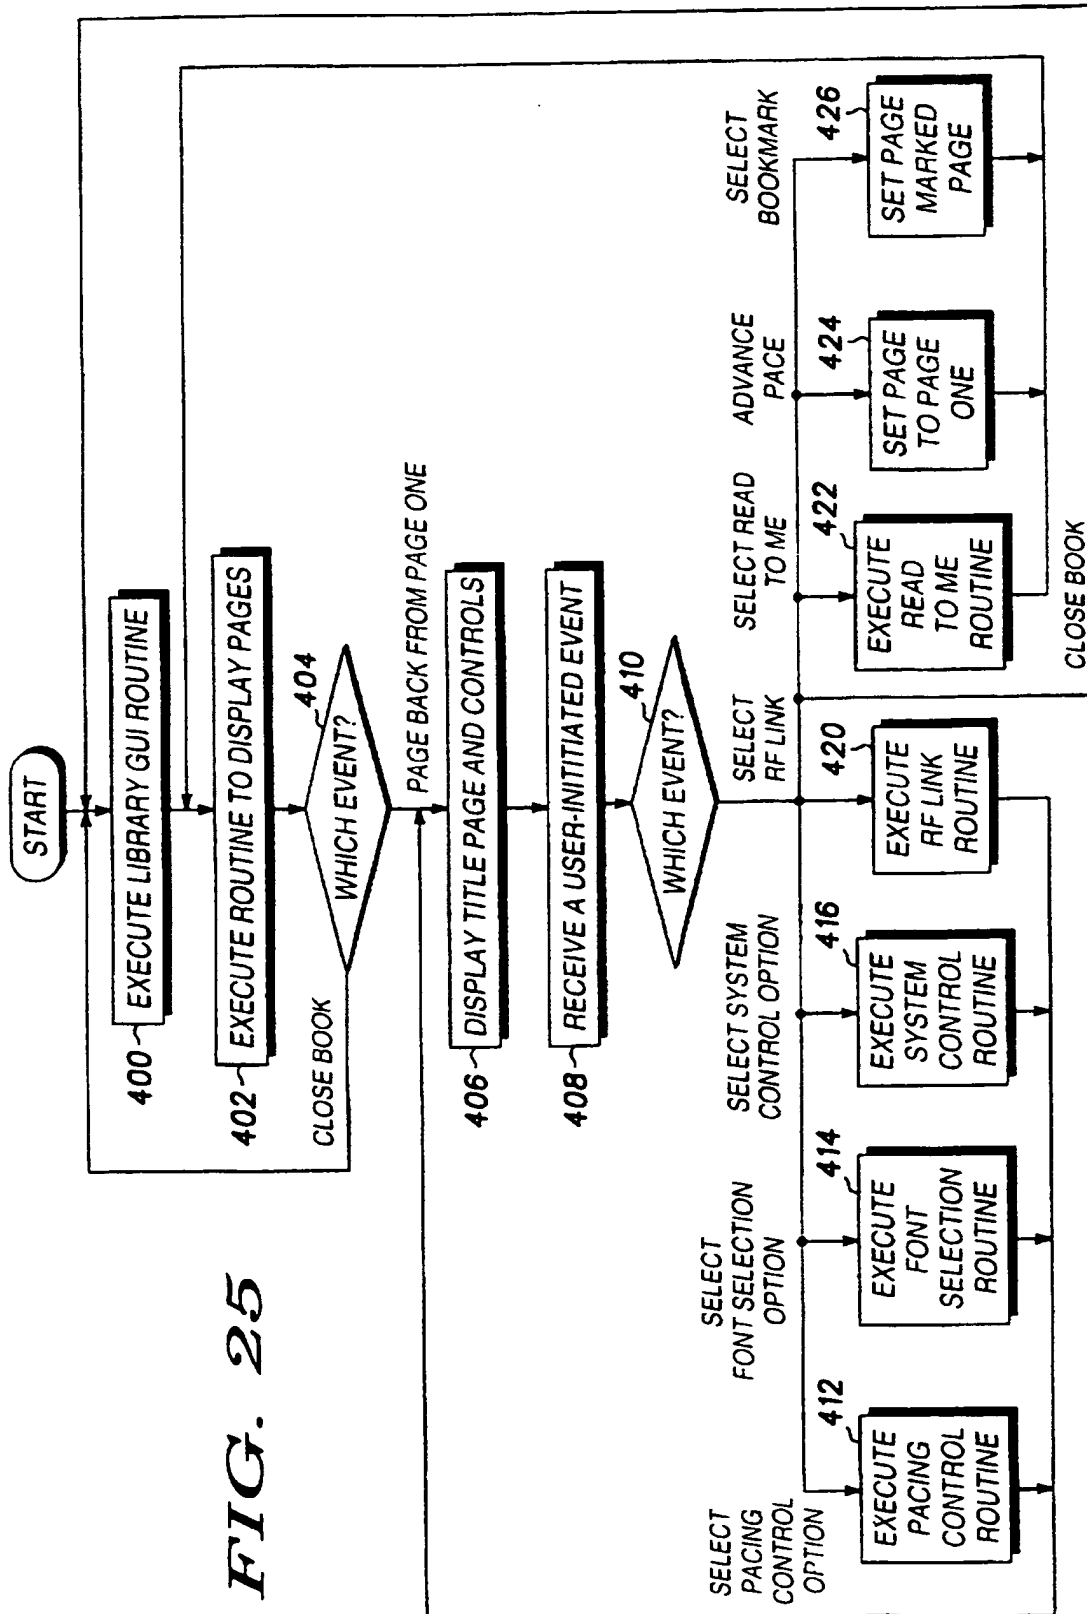 FIG. 25
START
400
EXECUTE LIBRARY GUI ROUTINE
402
EXECUTE ROUTINE TO DISPLAY PAGES
404
WHICH EVENT?
CLOSE BOOK
PAGE BACK FROM PAGE ONE
406
DISPLAY TITLE PAGE AND CONTROLS
408
RECEIVE A USER-INITITIATED EVENT
410
WHICH EVENT?
SELECT
PACING
CONTROL
OPTION
412
EXECUTE
PACING
CONTROL
ROUTINE
SELECT
FONT SELECTION
OPTION
414
EXECUTE
FONT
SELECTION
ROUTINE
SELECT SYSTEM
CONTROL OPTION
416
EXECUTE
SYSTEM
CONTROL
ROUTINE
SELECT
RF LINK
420
EXECUTE
RF LINK
ROUTINE
SELECT READ
TO ME
422
EXECUTE
READ
TO ME
ROUTINE
ADVANCE
PACE
424
SET PAGE
TO PAGE
ONE
SELECT
BOOKMARK
426
SET PAGE
MARKED
PAGE
CLOSE BOOK